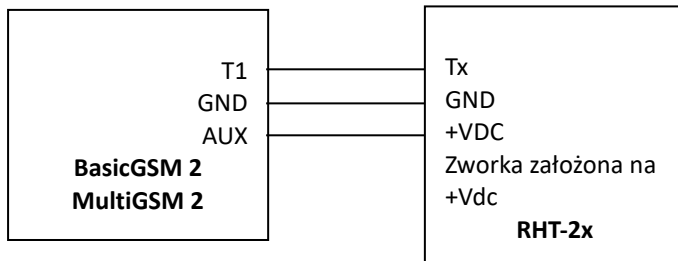 T1
GND
AUX
BasicGSM 2
MultiGSM 2
Tx
GND
+VDC
Zworka założona na
+Vdc
RHT-2x